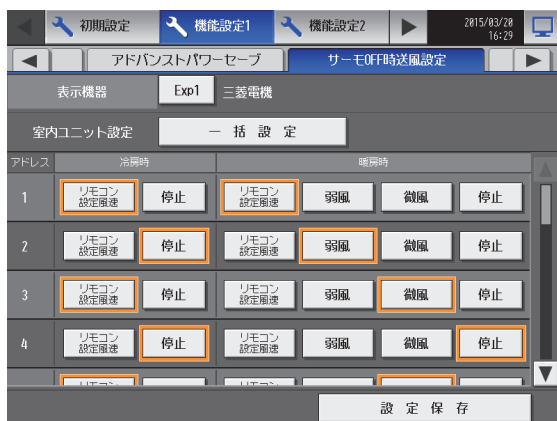 初期設定 機能設定1 機能設定2 2015/03/20
16:29
アドバンストパワーセーブ サーモOFF時送風設定
表示機器 Exp1 三菱電機
室内ユニット設定 一 括 設 定
アドレス 冷房時 暖房時
1 リモコン設定風速 停止 リモコン設定風速 弱風 微風 停止
2 リモコン設定風速 停止 リモコン設定風速 弱風 微風 停止
3 リモコン設定風速 停止 リモコン設定風速 弱風 微風 停止
4 リモコン設定風速 停止 リモコン設定風速 弱風 微風 停止
設 定 保 存